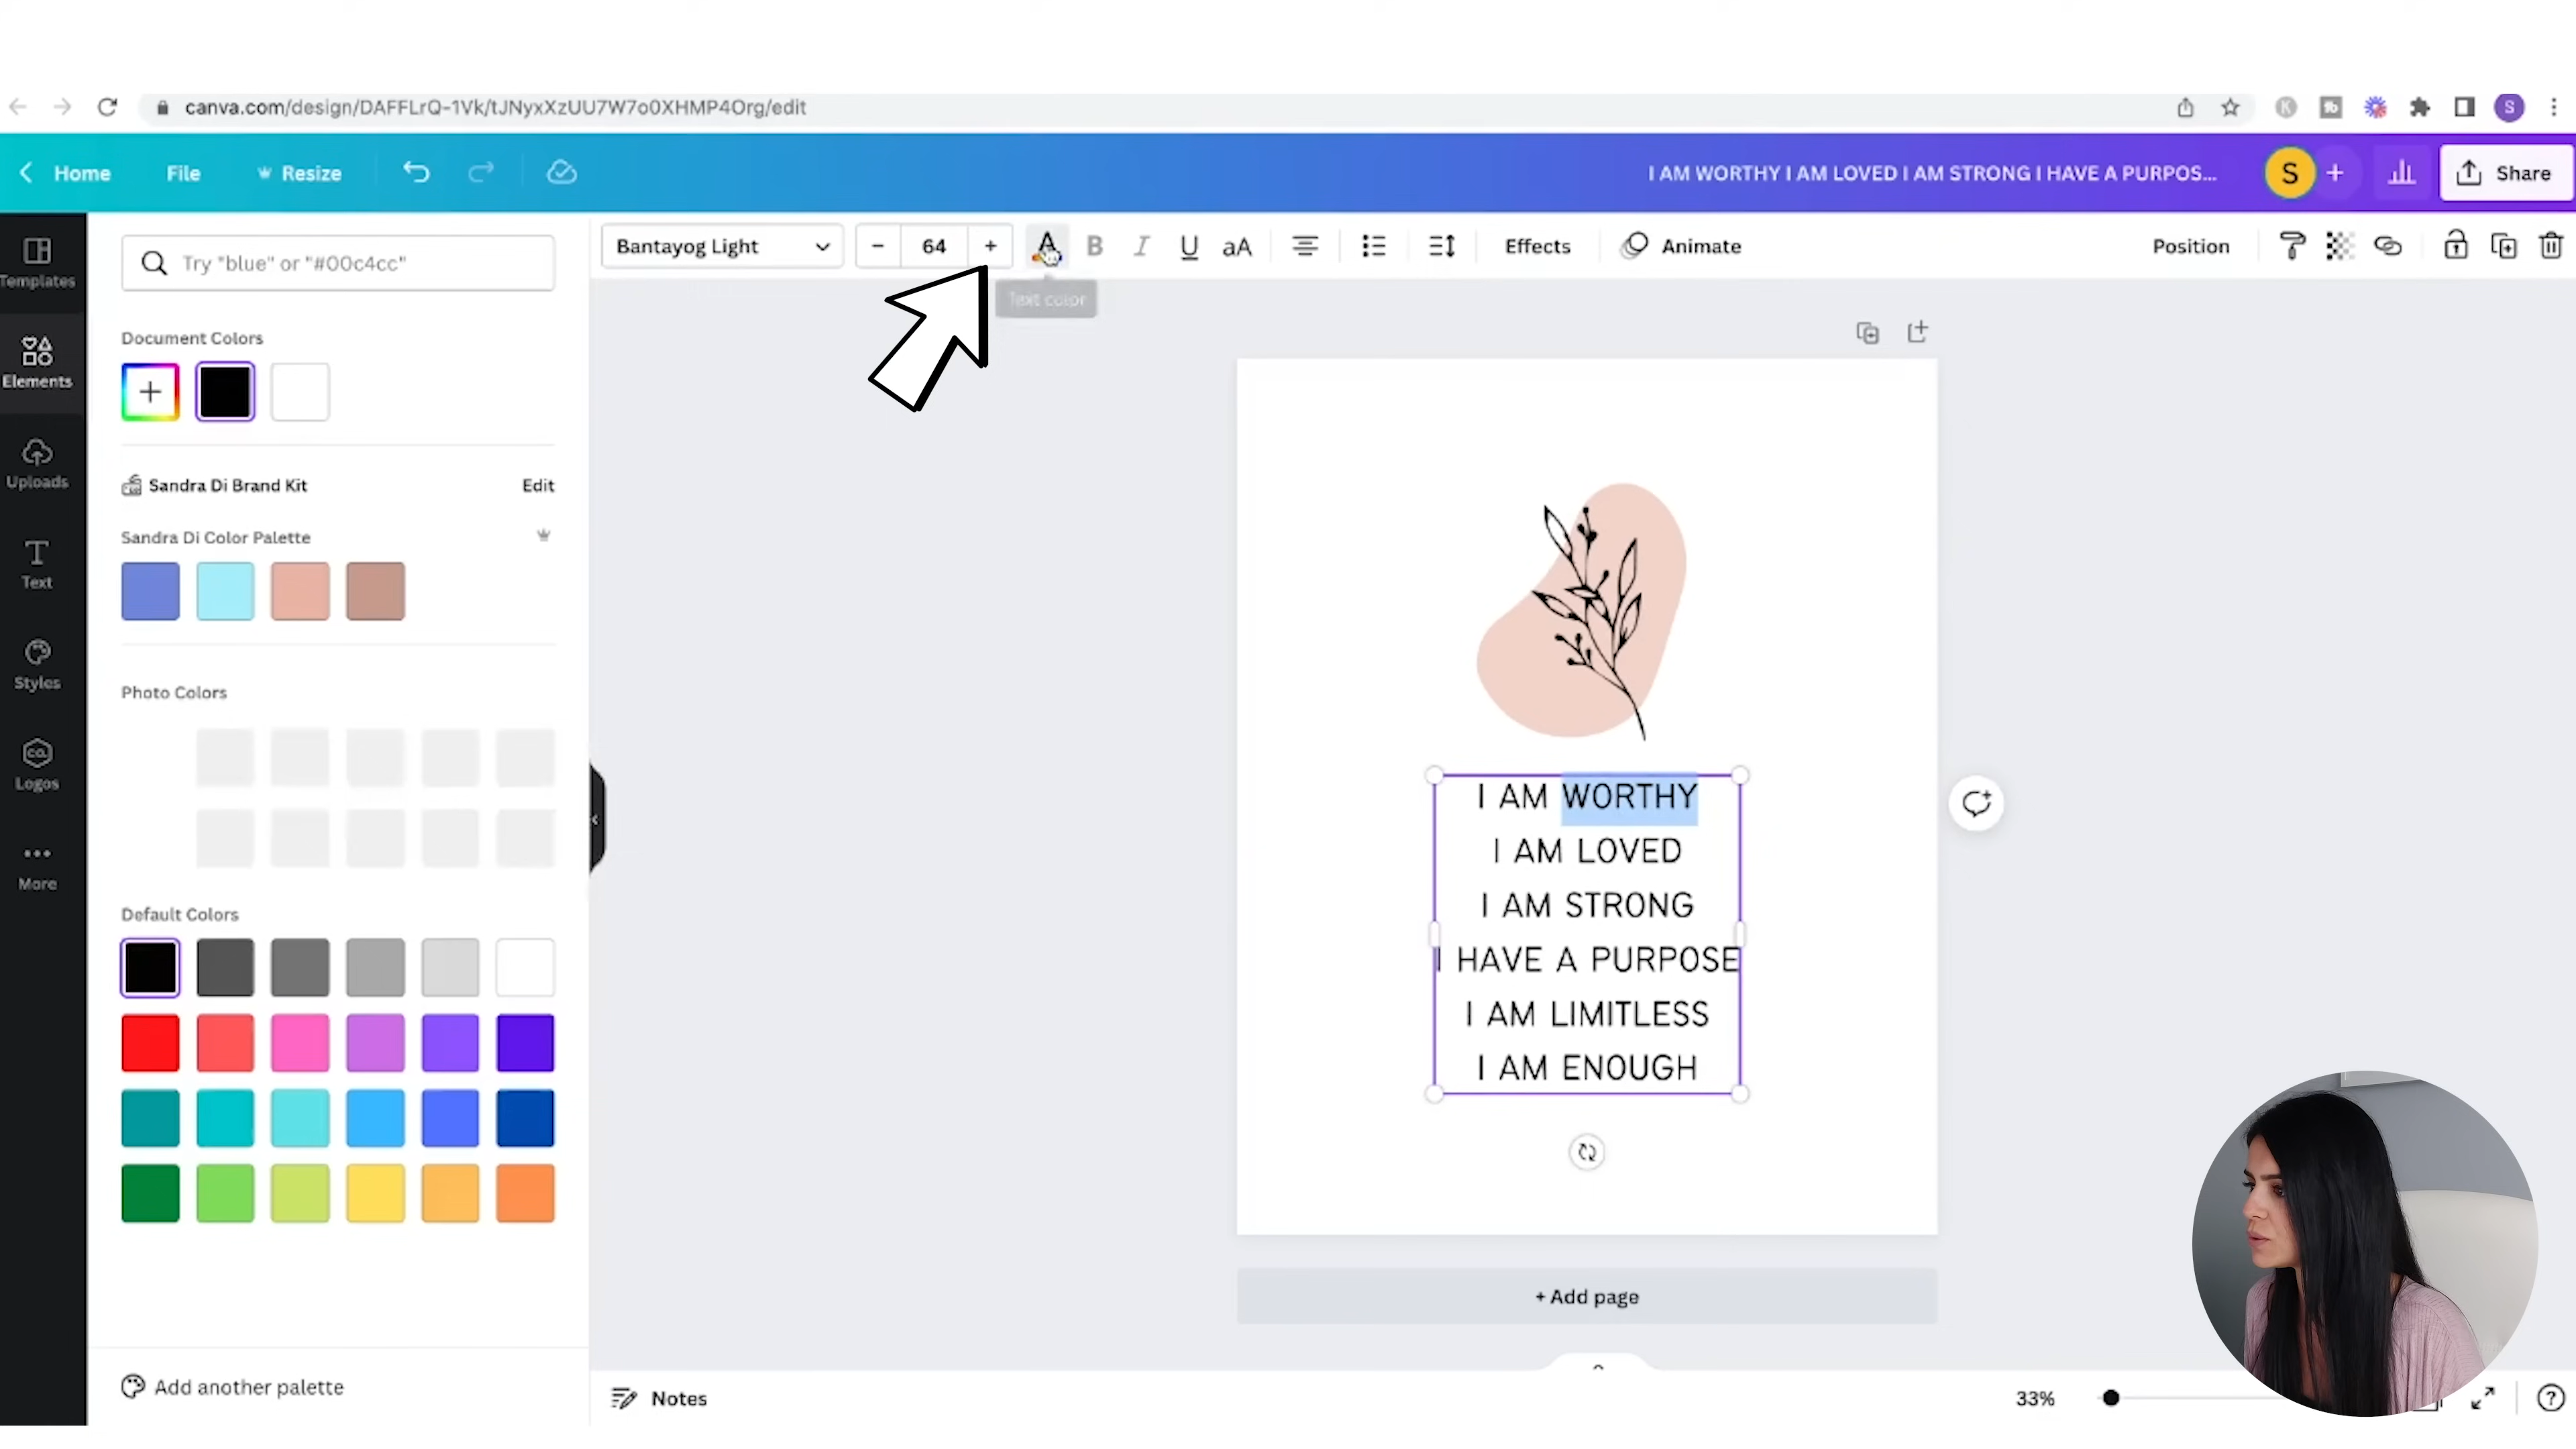 canva.com/design/DAFFLrQ-1Vk/tJNyxXzUU7W7o0XHMP4Org/edit
S
Home File Resize I AM WORTHY I AM LOVED I AM STRONG I HAVE A PURPOS... S + Share
Templates
Elements
Uploads
Text
Styles
CO.
Logos
More
Try "blue" or "#00c4cc"
Document Colors
Sandra Di Brand Kit Edit
Sandra Di Color Palette
Photo Colors
Default Colors
Add another palette
Bantayog Light − 64 + A B I U aA Effects Animate Position
Text color
I AM WORTHY
I AM LOVED
I AM STRONG
I HAVE A PURPOSE
I AM LIMITLESS
I AM ENOUGH
+ Add page
Notes 33% ?